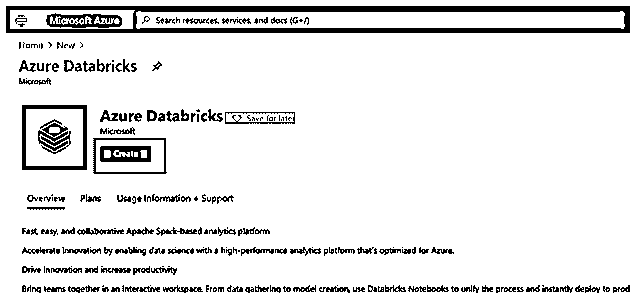 Microsoft Azure
Search resources, services, and docs (G+/)
Home > New >
Azure Databricks
Microsoft
Azure Databricks
Save for later
Microsoft
Create
Overview Plans Usage Information + Support
Fast, easy, and collaborative Apache Spark-based analytics platform
Accelerate innovation by enabling data science with a high-performance analytics platform that's optimized for Azure.
Drive innovation and increase productivity
Bring teams together in an interactive workspace. From data gathering to model creation, use Databricks Notebooks to unify the process and instantly deploy to prod